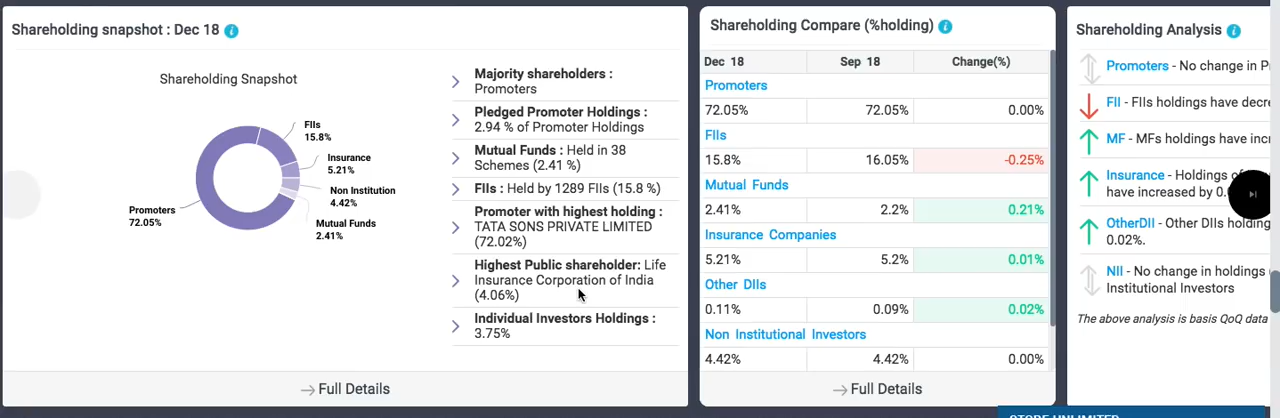 Shareholding snapshot : Dec 18
Shareholding Snapshot
FIIs
15.8%
Insurance
5.21%
Non Institution
4.42%
Mutual Funds
2.41%
Promoters
72.05%
Majority shareholders :
Promoters
Pledged Promoter Holdings :
2.94 % of Promoter Holdings
Mutual Funds : Held in 38
Schemes (2.41 %)
FIIs : Held by 1289 FIIs (15.8 %)
Promoter with highest holding :
TATA SONS PRIVATE LIMITED
(72.02%)
Highest Public shareholder: Life
Insurance Corporation of India
(4.06%)
Individual Investors Holdings :
3.75%
Full Details
Shareholding Compare (%holding)
Dec 18 Sep 18 Change(%)
Promoters
72.05% 72.05% 0.00%
FIIs
15.8% 16.05% -0.25%
Mutual Funds
2.41% 2.2% 0.21%
Insurance Companies
5.21% 5.2% 0.01%
Other DIIs
0.11% 0.09% 0.02%
Non Institutional Investors
4.42% 4.42% 0.00%
Full Details
Shareholding Analysis
Promoters - No change in
FII - FIIs holdings have
MF - MFs holdings have
Insurance - Holdings
have increased by
OtherDII - Other DIIs
0.02%.
NII - No change in holdings
Institutional Investors
The above analysis is basis QoQ data